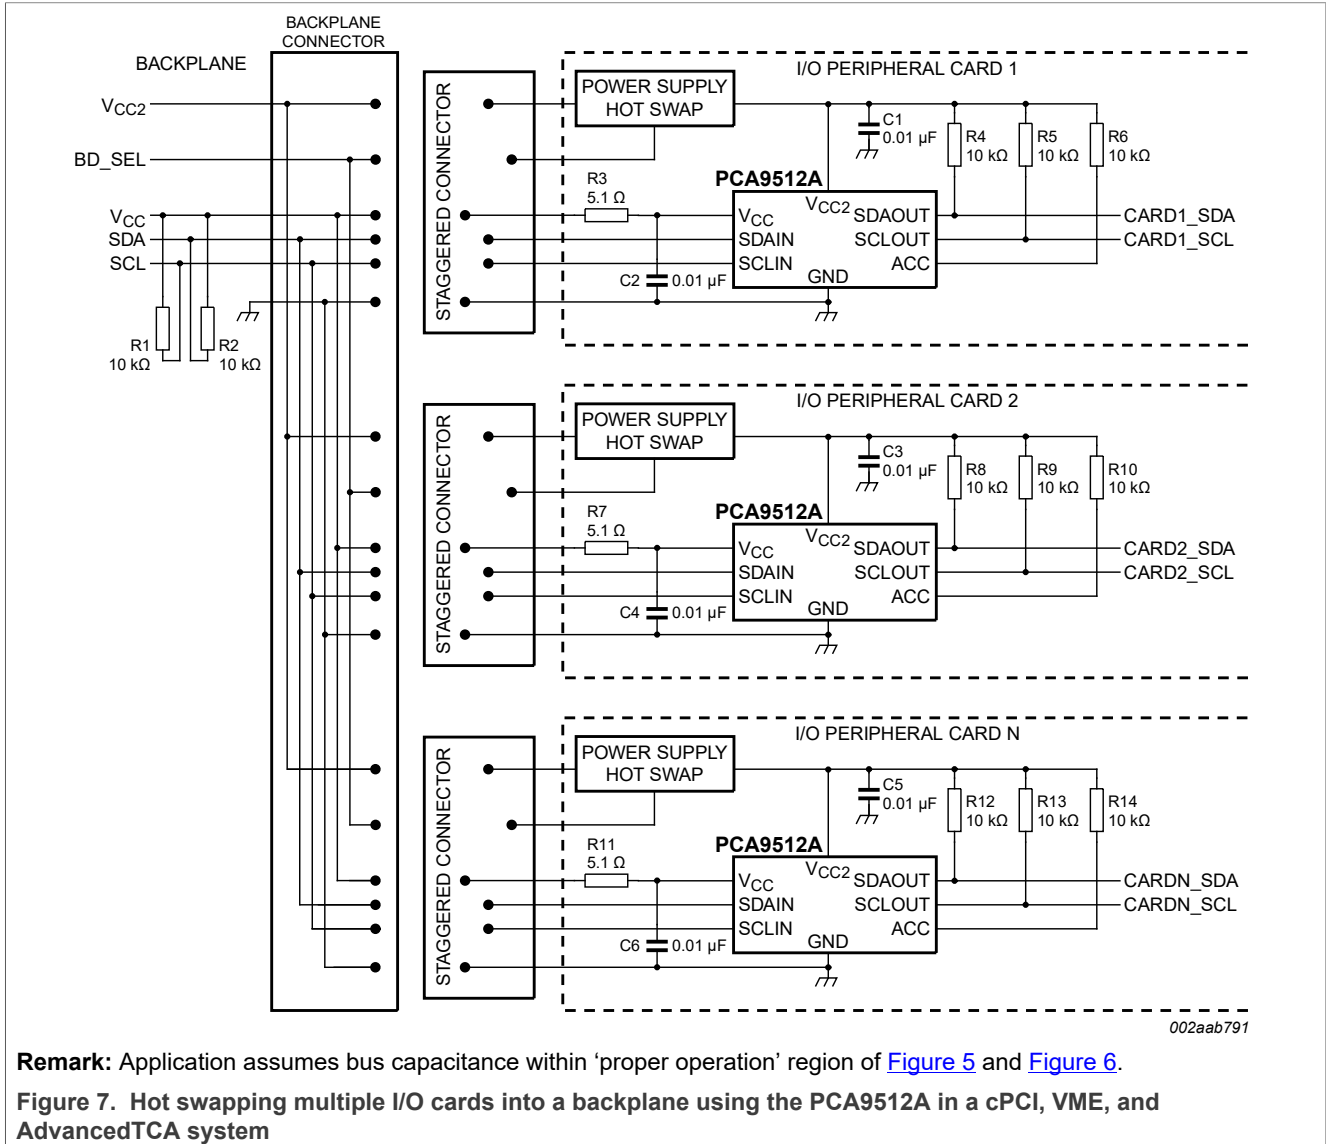 BACKPLANE
CONNECTOR
BACKPLANE
VCC2
BD_SEL
VCC
SDA
SCL
R1
10 kΩ
R2
10 kΩ
STAGGERED CONNECTOR
I/O PERIPHERAL CARD 1
POWER SUPPLY
HOT SWAP
C1
0.01 µF
R4
10 kΩ
R5
10 kΩ
R6
10 kΩ
R3
5.1 Ω
PCA9512A
VCC
VCC2
SDAOUT
SDAIN
SCLOUT
SCLIN
ACC
GND
C2
0.01 µF
CARD1_SDA
CARD1_SCL
STAGGERED CONNECTOR
I/O PERIPHERAL CARD 2
POWER SUPPLY
HOT SWAP
C3
0.01 µF
R8
10 kΩ
R9
10 kΩ
R10
10 kΩ
R7
5.1 Ω
PCA9512A
VCC
VCC2
SDAOUT
SDAIN
SCLOUT
SCLIN
ACC
GND
C4
0.01 µF
CARD2_SDA
CARD2_SCL
STAGGERED CONNECTOR
I/O PERIPHERAL CARD N
POWER SUPPLY
HOT SWAP
C5
0.01 µF
R12
10 kΩ
R13
10 kΩ
R14
10 kΩ
R11
5.1 Ω
PCA9512A
VCC
VCC2
SDAOUT
SDAIN
SCLOUT
SCLIN
ACC
GND
C6
0.01 µF
CARDN_SDA
CARDN_SCL
002aab791
Remark: Application assumes bus capacitance within ‘proper operation’ region of Figure 5 and Figure 6.
Figure 7. Hot swapping multiple I/O cards into a backplane using the PCA9512A in a cPCI, VME, and
AdvancedTCA system